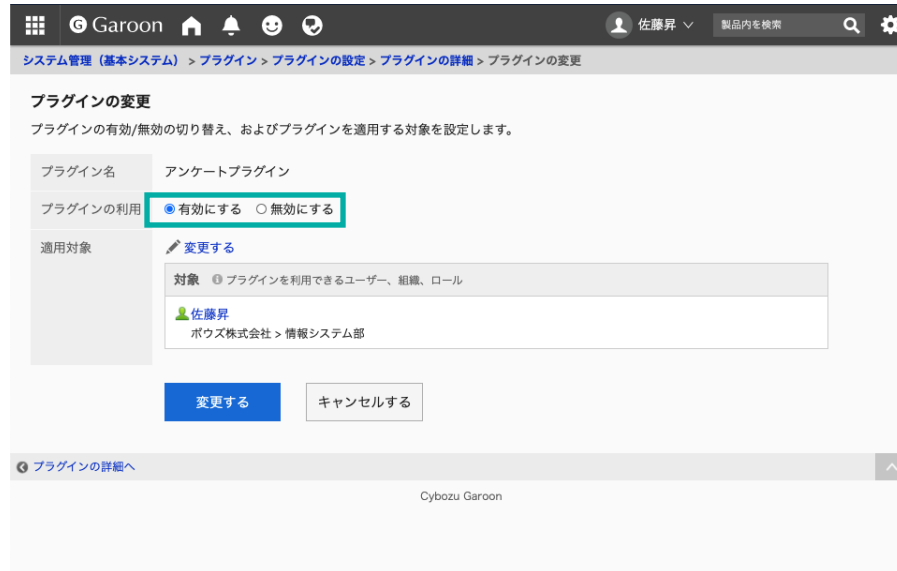 Garoon 佐藤昇 製品内を検索
システム管理（基本システム） > プラグイン > プラグインの設定 > プラグインの詳細 > プラグインの変更
プラグインの変更
プラグインの有効/無効の切り替え、およびプラグインを適用する対象を設定します。
プラグイン名 アンケートプラグイン
プラグインの利用 有効にする 無効にする
適用対象 変更する
対象 プラグインを利用できるユーザー、組織、ロール
佐藤昇
ボウズ株式会社 > 情報システム部
変更する キャンセルする
プラグインの詳細へ
Cybozu Garoon